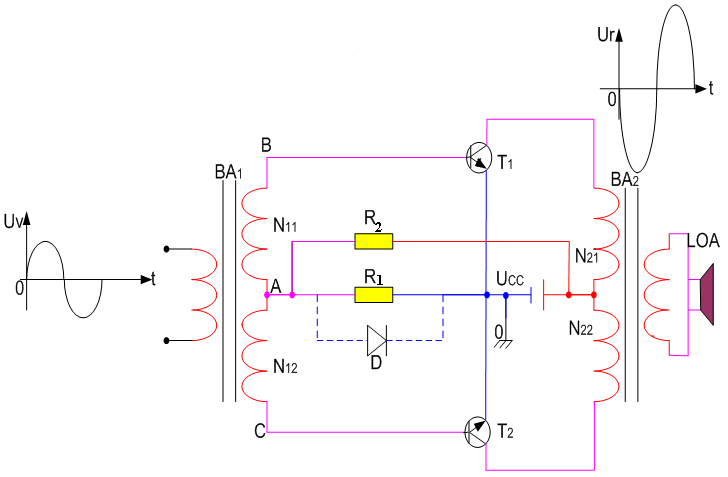 Ur
t
0
B
T1
BA1
BA2
Uv
t
0
N11
R2
N21
LOA
A
R1
UCC
0
N22
D
N12
C
T2